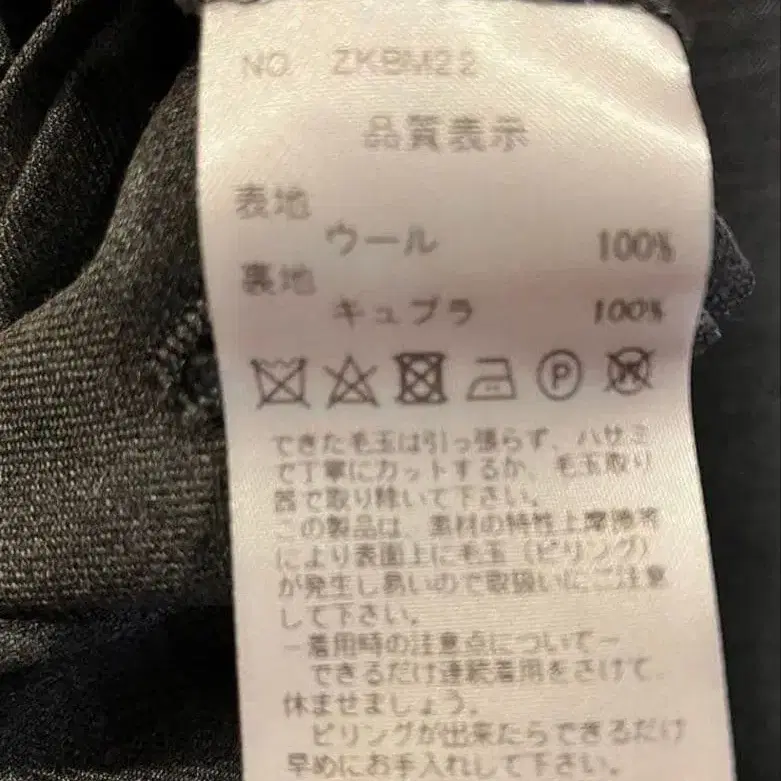 NO. ZKBM22
品質表示
表地
ウール 100%
裏地
キュプラ 100%
P
W
できた毛玉は引っ張らず、ハサミ
で丁寧にカットするか、毛玉取り
器で取り除いて下さい。
この製品は、素材の特性上摩擦等
により表面上に毛玉（ピリング）
が発生し易いので取扱いにご注意
して下さい。
－着用時の注意点について－
できるだけ連続着用をさけて
休ませましょう。
ピリングが出来たらできるだけ
早めにお手入れして下さい。